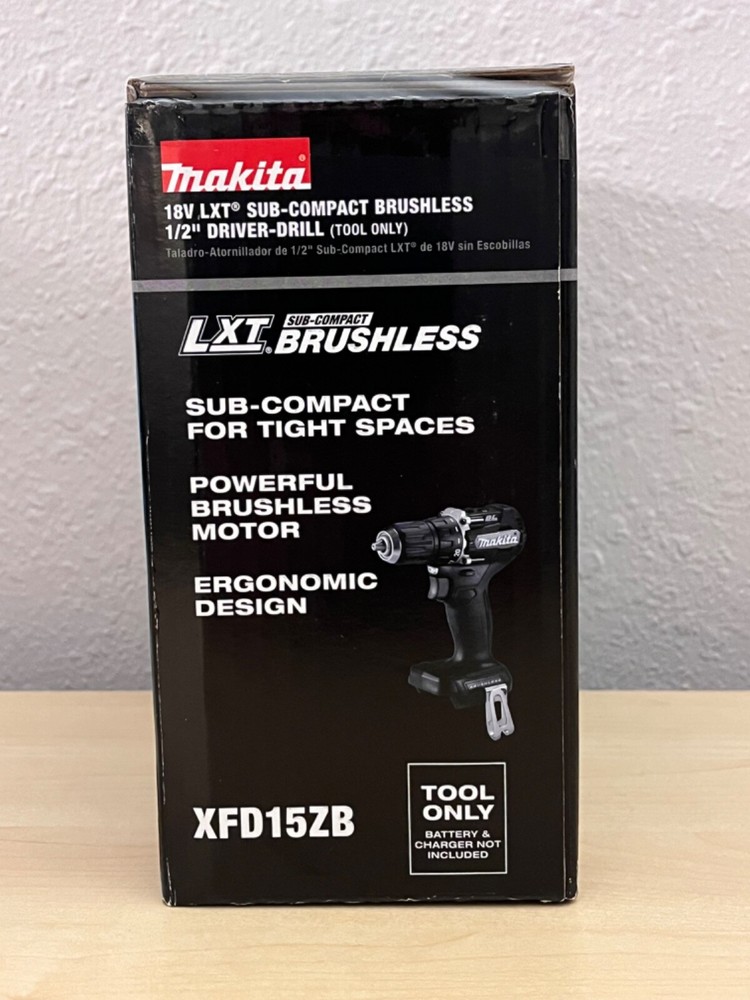 Makita®
18V LXT® SUB-COMPACT BRUSHLESS
1/2" DRIVER-DRILL (TOOL ONLY)
Taladro-Atornillador de 1/2" Sub-Compact LXT® de 18V sin Escobillas
LXT® SUB-COMPACT
BRUSHLESS
SUB-COMPACT
FOR TIGHT SPACES
POWERFUL
BRUSHLESS
MOTOR
ERGONOMIC
DESIGN
makita
BRUSHLESS
XFD15ZB
TOOL
ONLY
BATTERY &
CHARGER NOT
INCLUDED